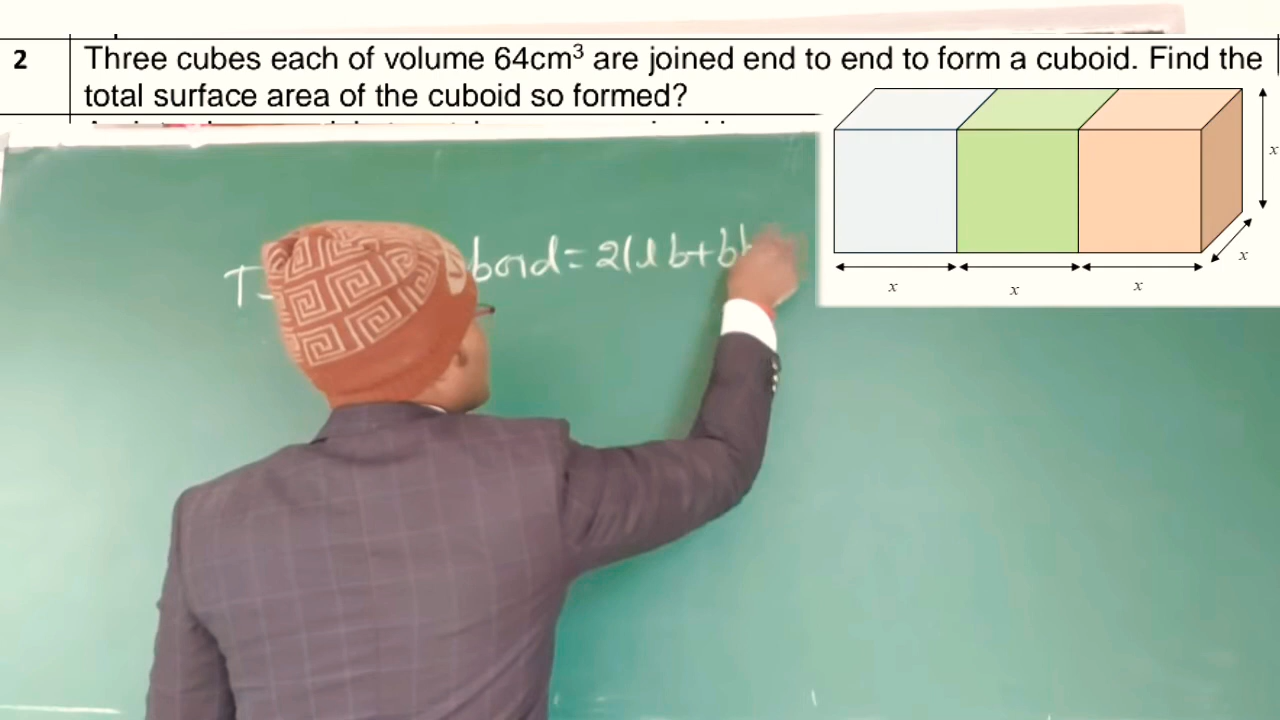 2 Three cubes each of volume 64cm³ are joined end to end to form a cuboid. Find the
total surface area of the cuboid so formed?
x
x
x
x
x
boid = 2(lb+bh